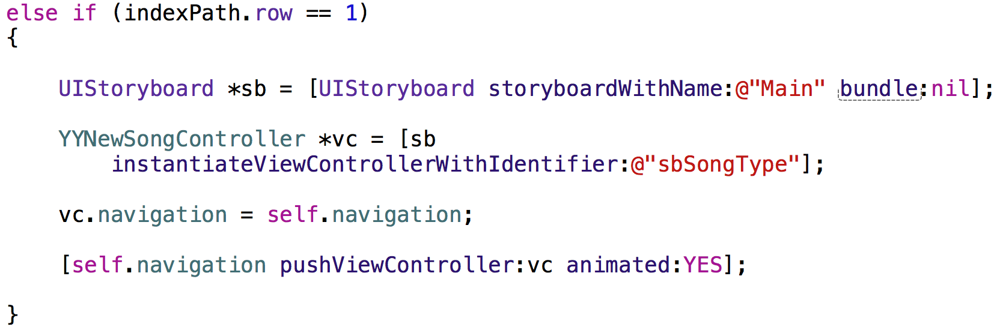 else if (indexPath.row == 1)
{
UIStoryboard *sb = [UIStoryboard storyboardWithName:@"Main" bundle:nil];
YYNewSongController *vc = [sb
instantiateViewControllerWithIdentifier:@"sbSongType"];
vc.navigation = self.navigation;
[self.navigation pushViewController:vc animated:YES];
}